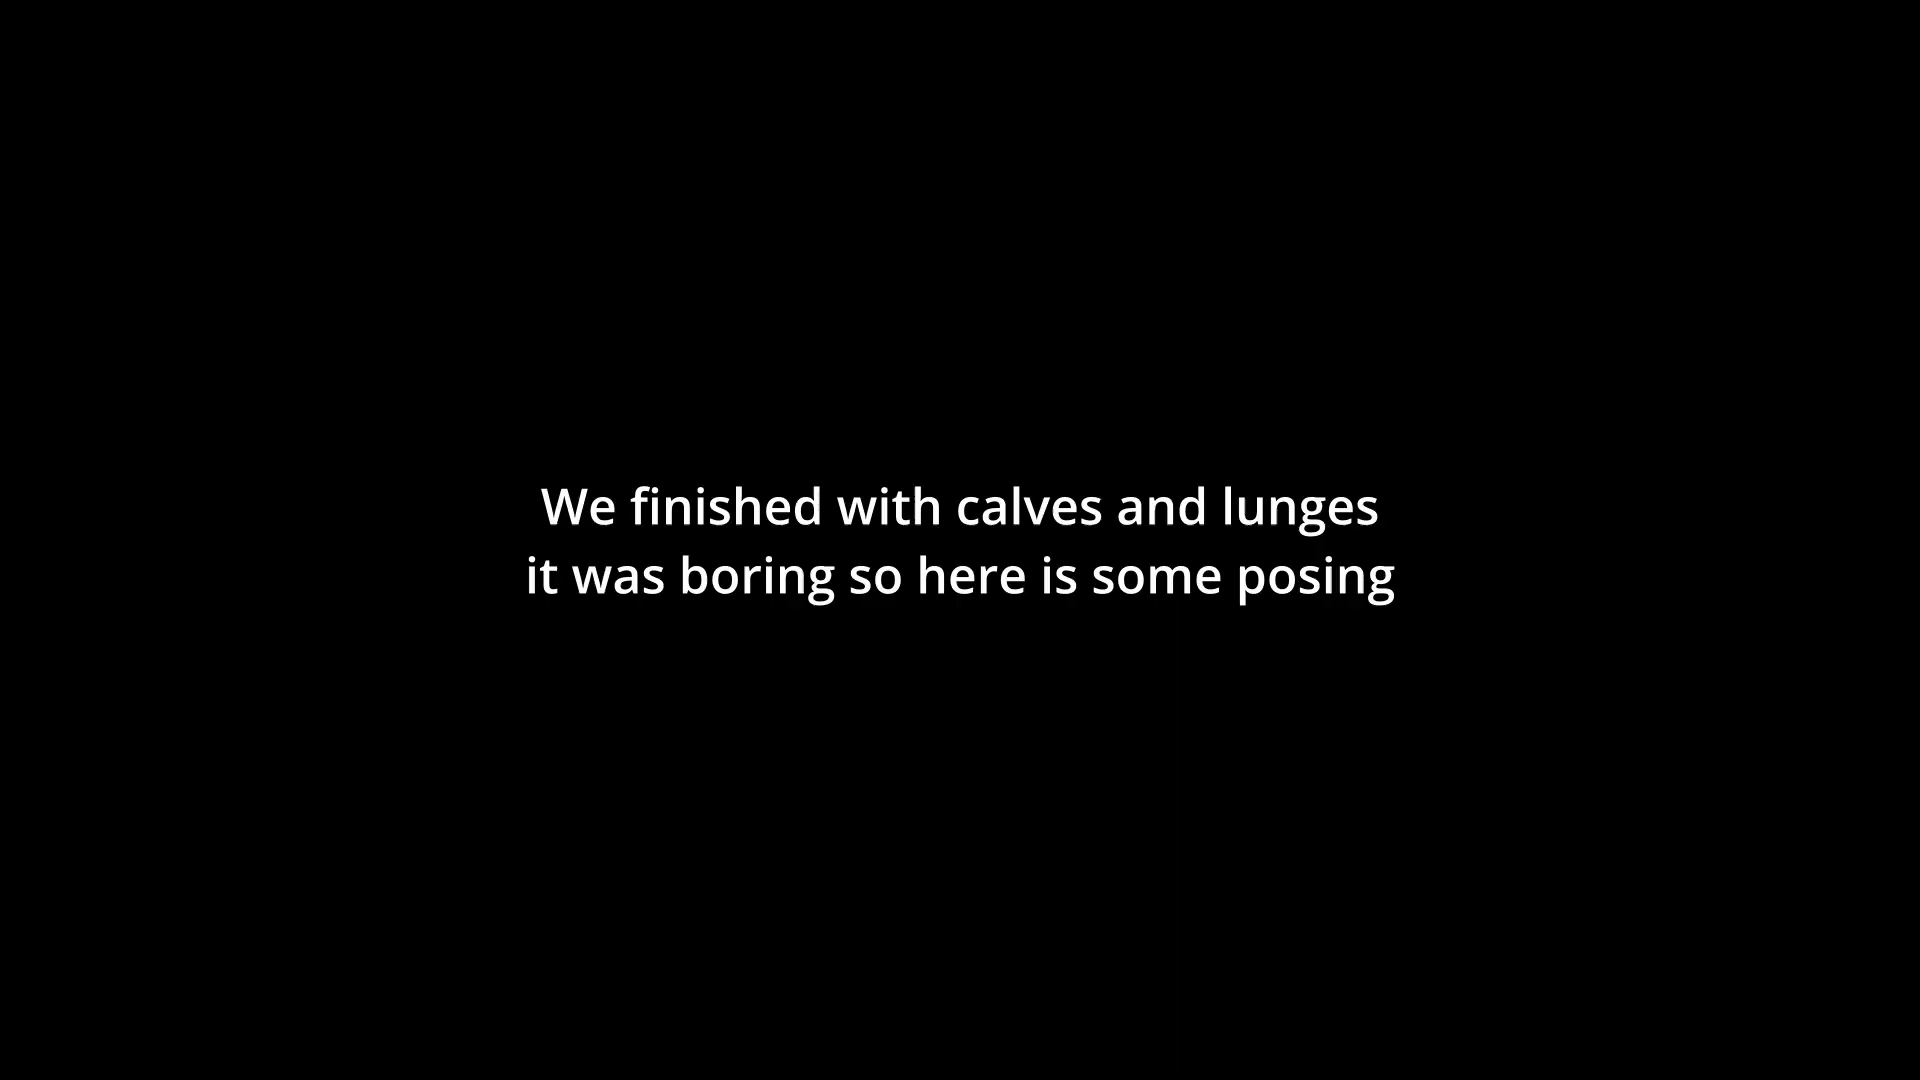 We finished with calves and lunges
it was boring so here is some posing